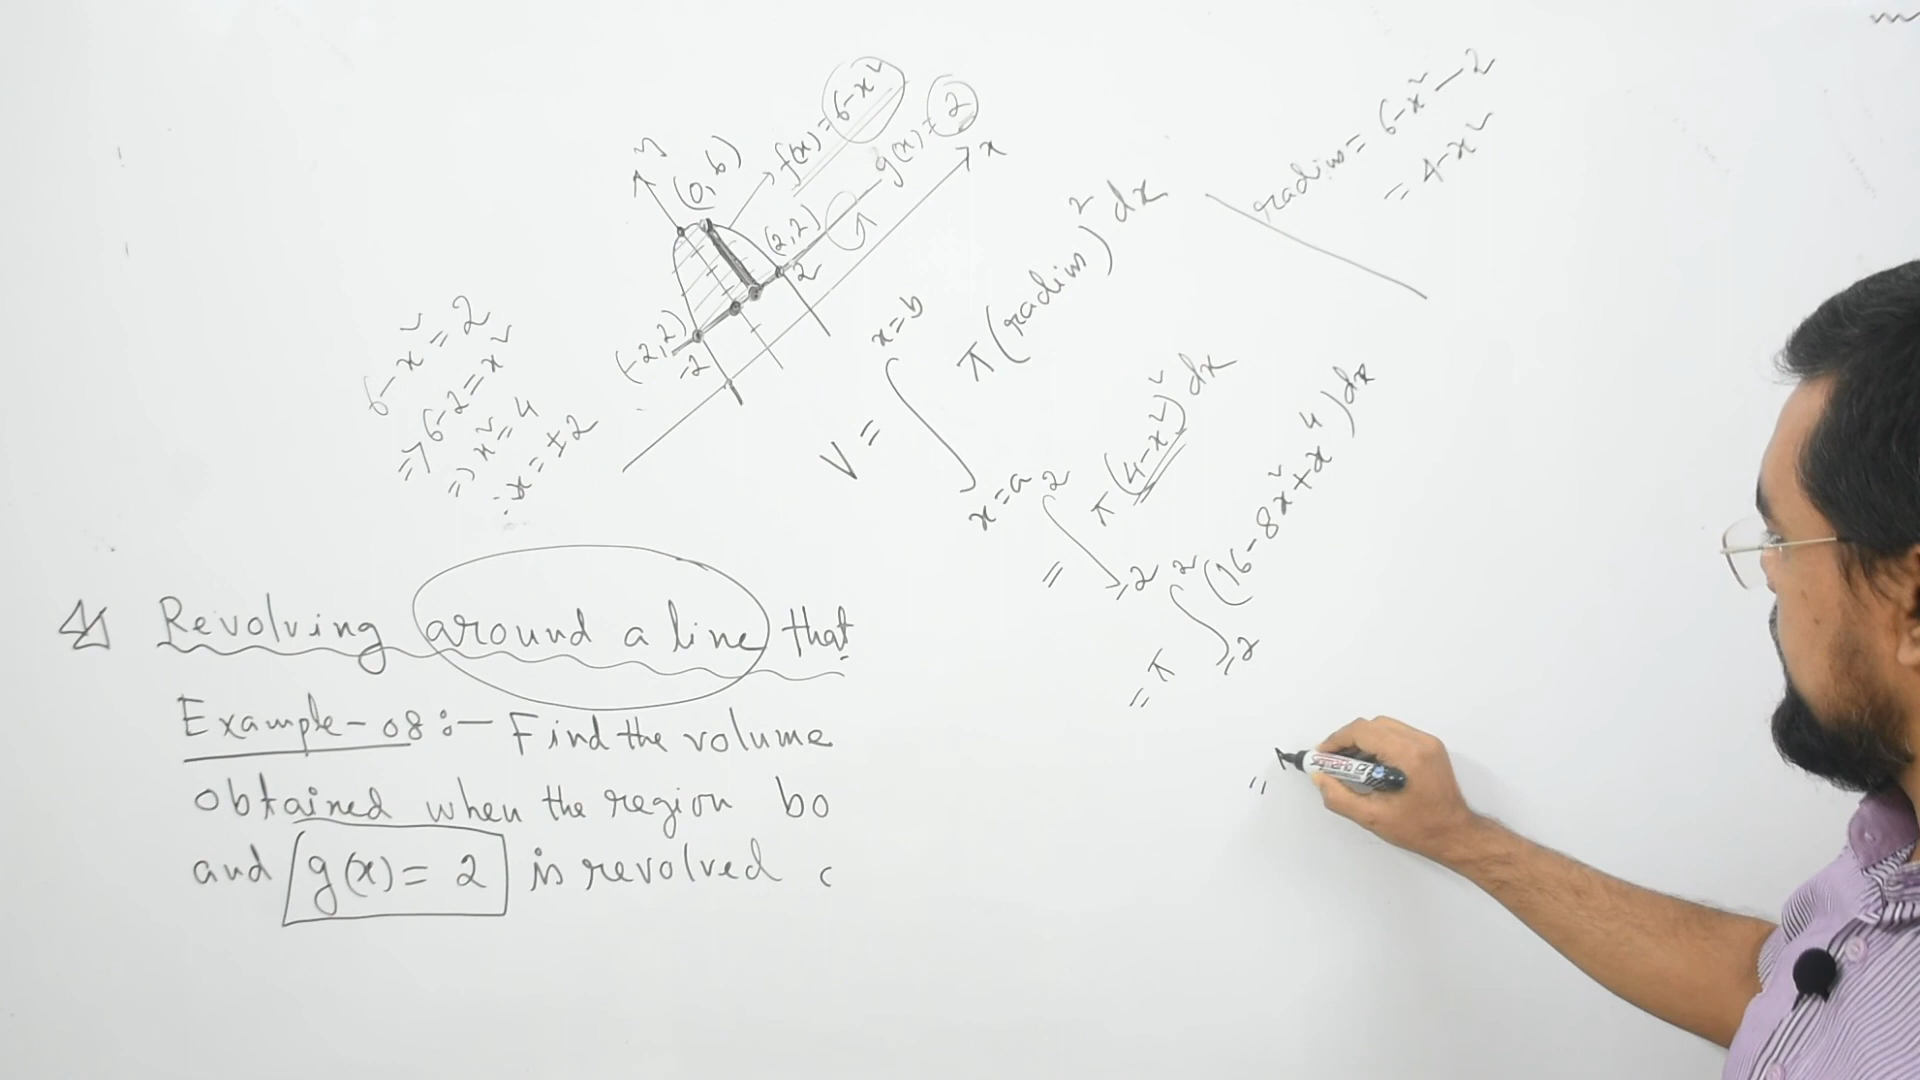 y
(0, 6)
f(x) = 6-x²
g(x) = 2
x
(2,2)
2
(-2,2)
-2
6-x² = 2
=> 6-2 = x²
=> x² = 4
∴ x = ±2
radius = 6-x²-2
= 4-x²
V = ∫ x=a x=b π(radius)² dx
= ∫ -2 2 π(4-x²)² dx
= π ∫ -2 2 (16-8x²+x⁴)dx
=
Revolving around a line that
Example-08:- Find the volume
obtained when the region bo
and g(x) = 2 is revolved